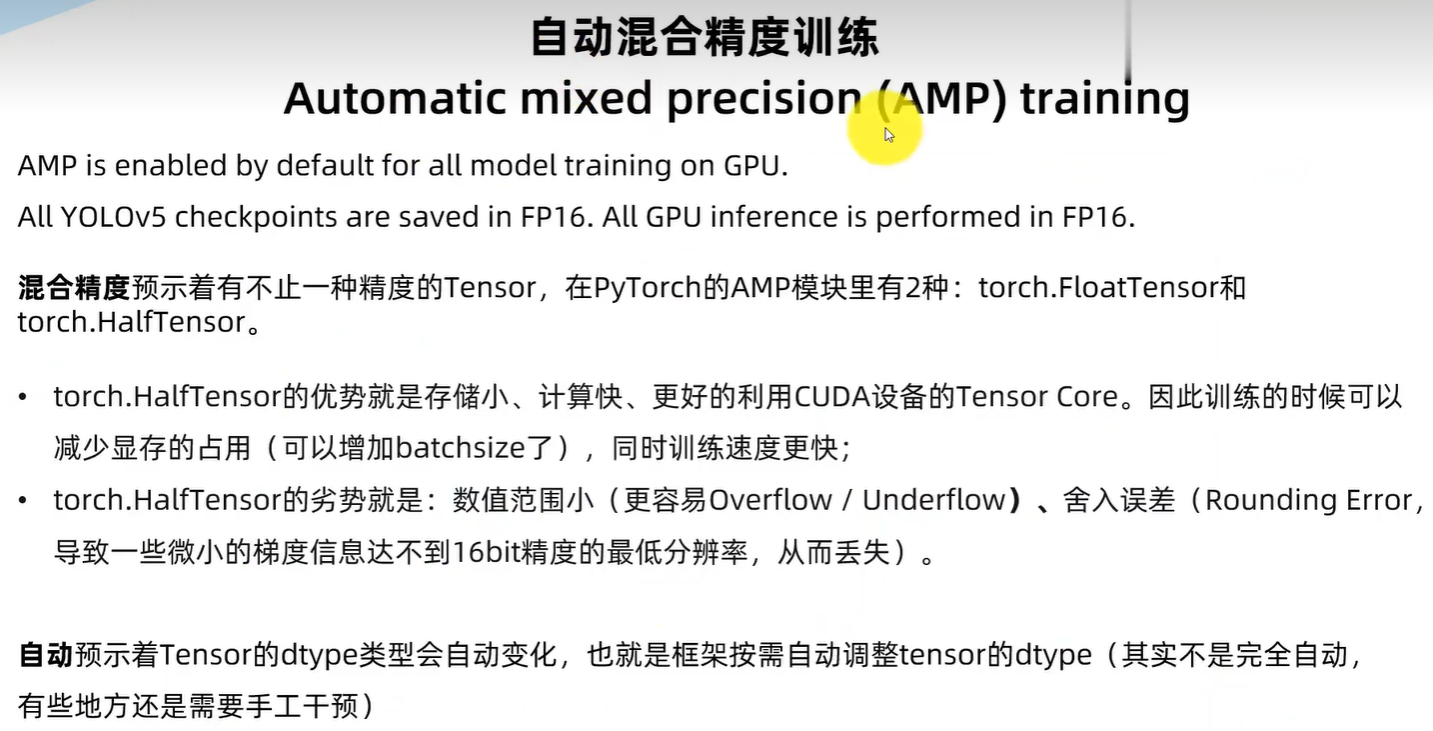 自动混合精度训练
Automatic mixed precision (AMP) training
AMP is enabled by default for all model training on GPU.
All YOLOv5 checkpoints are saved in FP16. All GPU inference is performed in FP16.
混合精度预示着有不止一种精度的Tensor，在PyTorch的AMP模块里有2种：torch.FloatTensor和
torch.HalfTensor。
• torch.HalfTensor的优势就是存储小、计算快、更好的利用CUDA设备的Tensor Core。因此训练的时候可以
减少显存的占用（可以增加batchsize了），同时训练速度更快；
• torch.HalfTensor的劣势就是：数值范围小（更容易Overflow / Underflow）、舍入误差（Rounding Error，
导致一些微小的梯度信息达不到16bit精度的最低分辨率，从而丢失）。
自动预示着Tensor的dtype类型会自动变化，也就是框架按需自动调整tensor的dtype（其实不是完全自动，
有些地方还是需要手工干预）